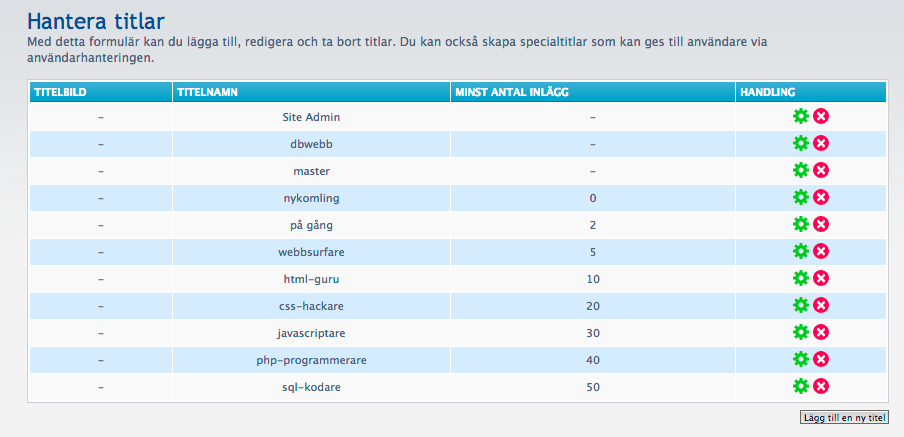 Hantera titlar
Med detta formulär kan du lägga till, redigera och ta bort titlar. Du kan också skapa specialtitlar som kan ges till användare via
användarhanteringen.
TITELBILD TITELNAMN MINST ANTAL INLÄGG HANDLING
– Site Admin –
– dbwebb –
– master –
– nykomling 0
– på gång 2
– webbsurfare 5
– html-guru 10
– css-hackare 20
– javascriptare 30
– php-programmerare 40
– sql-kodare 50
Lägg till en ny titel